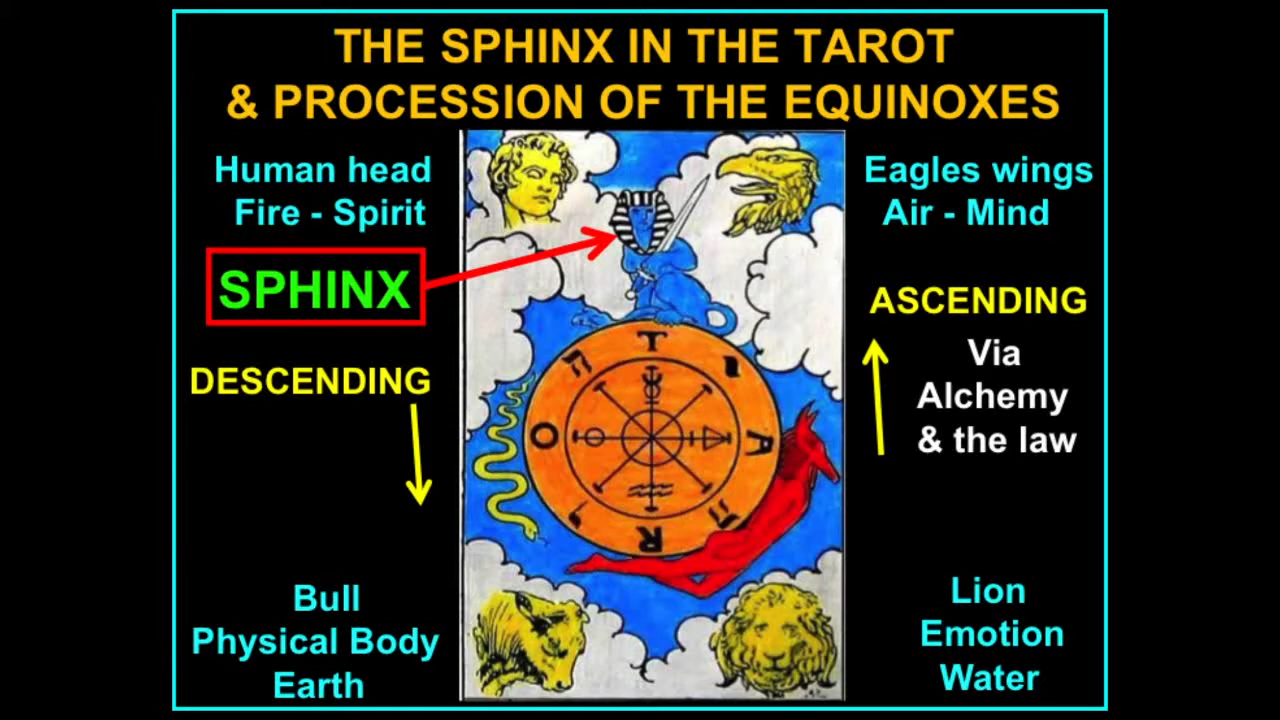 THE SPHINX IN THE TAROT
& PROCESSION OF THE EQUINOXES
Human head
Fire - Spirit
SPHINX
DESCENDING
Bull
Physical Body
Earth
Eagles wings
Air - Mind
ASCENDING
Via
Alchemy
& the law
Lion
Emotion
Water
T
A
R
O